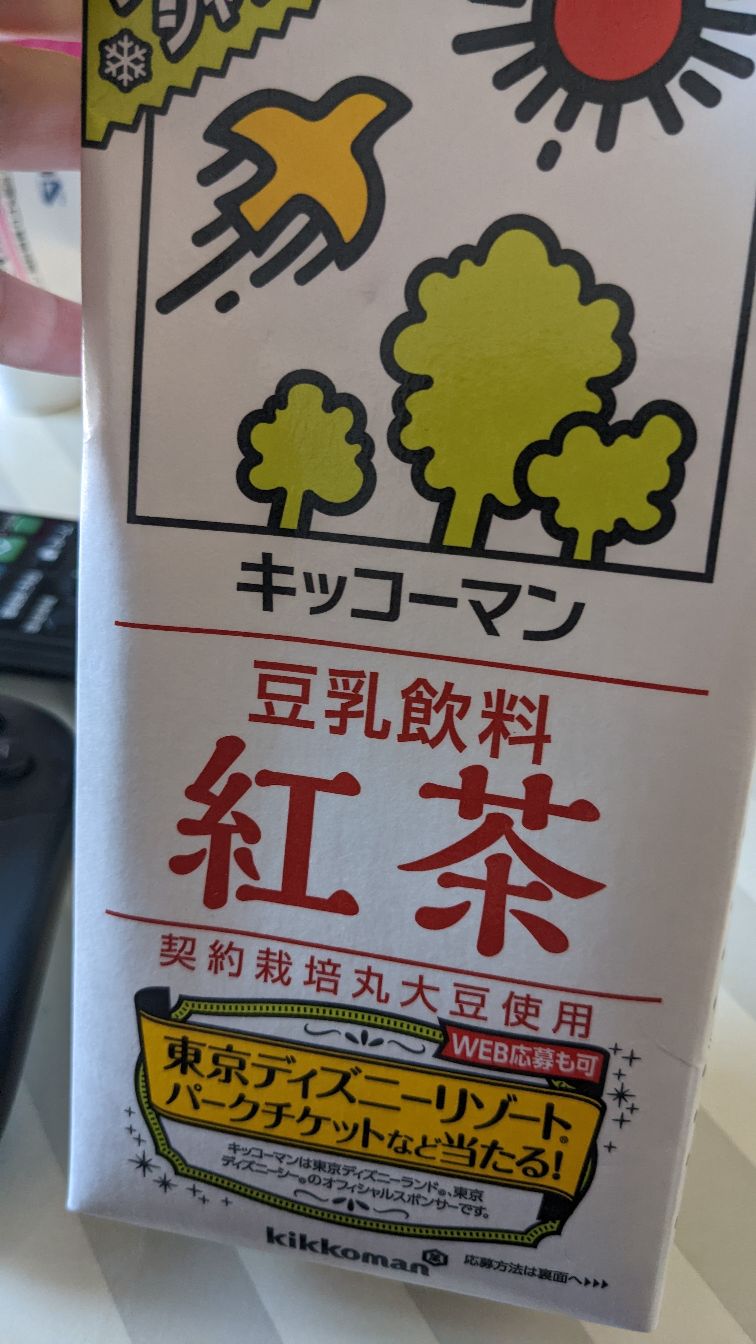 キッコーマン
豆乳飲料
紅茶
契約栽培丸大豆使用
WEB応募も可
東京ディズニーリゾート®
パークチケットなど当たる!
キッコーマンは東京ディズニーランド®、東京
ディズニーシー®のオフィシャルスポンサーです。
kikkoman
応募方法は裏面へ